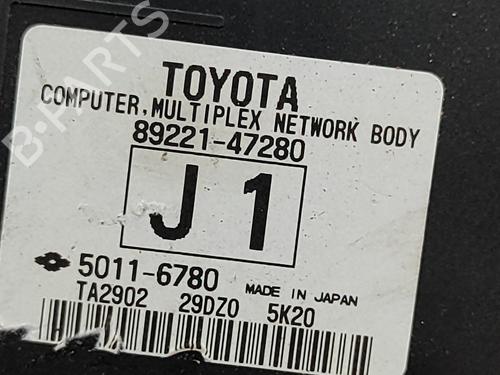 B-PARTS
TOYOTA
COMPUTER, MULTIPLEX NETWORK BODY
89221-47280
J1
5011-6780 MADE IN JAPAN
TA2902 29DZ0 5K20